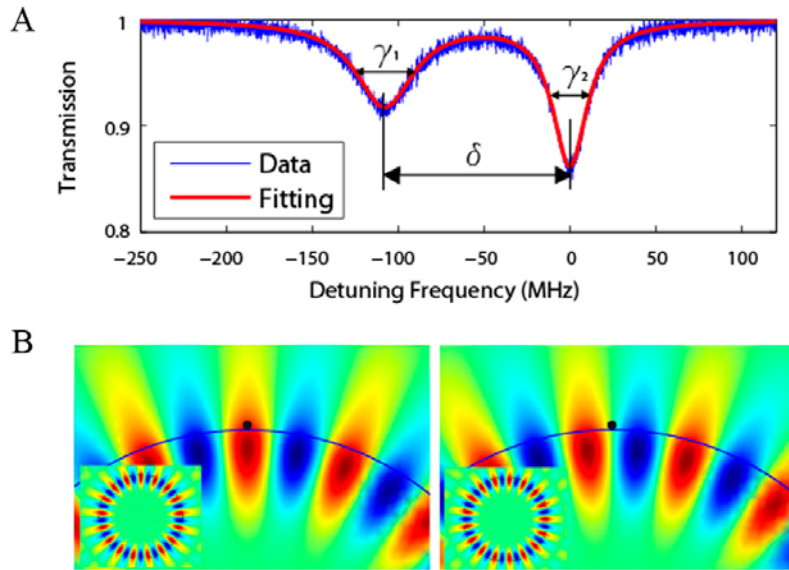 A
1
0.9
0.8
Transmission
γ₁
γ₂
δ
Data
Fitting
−250 −200 −150 −100 −50 0 50 100
Detuning Frequency (MHz)
B